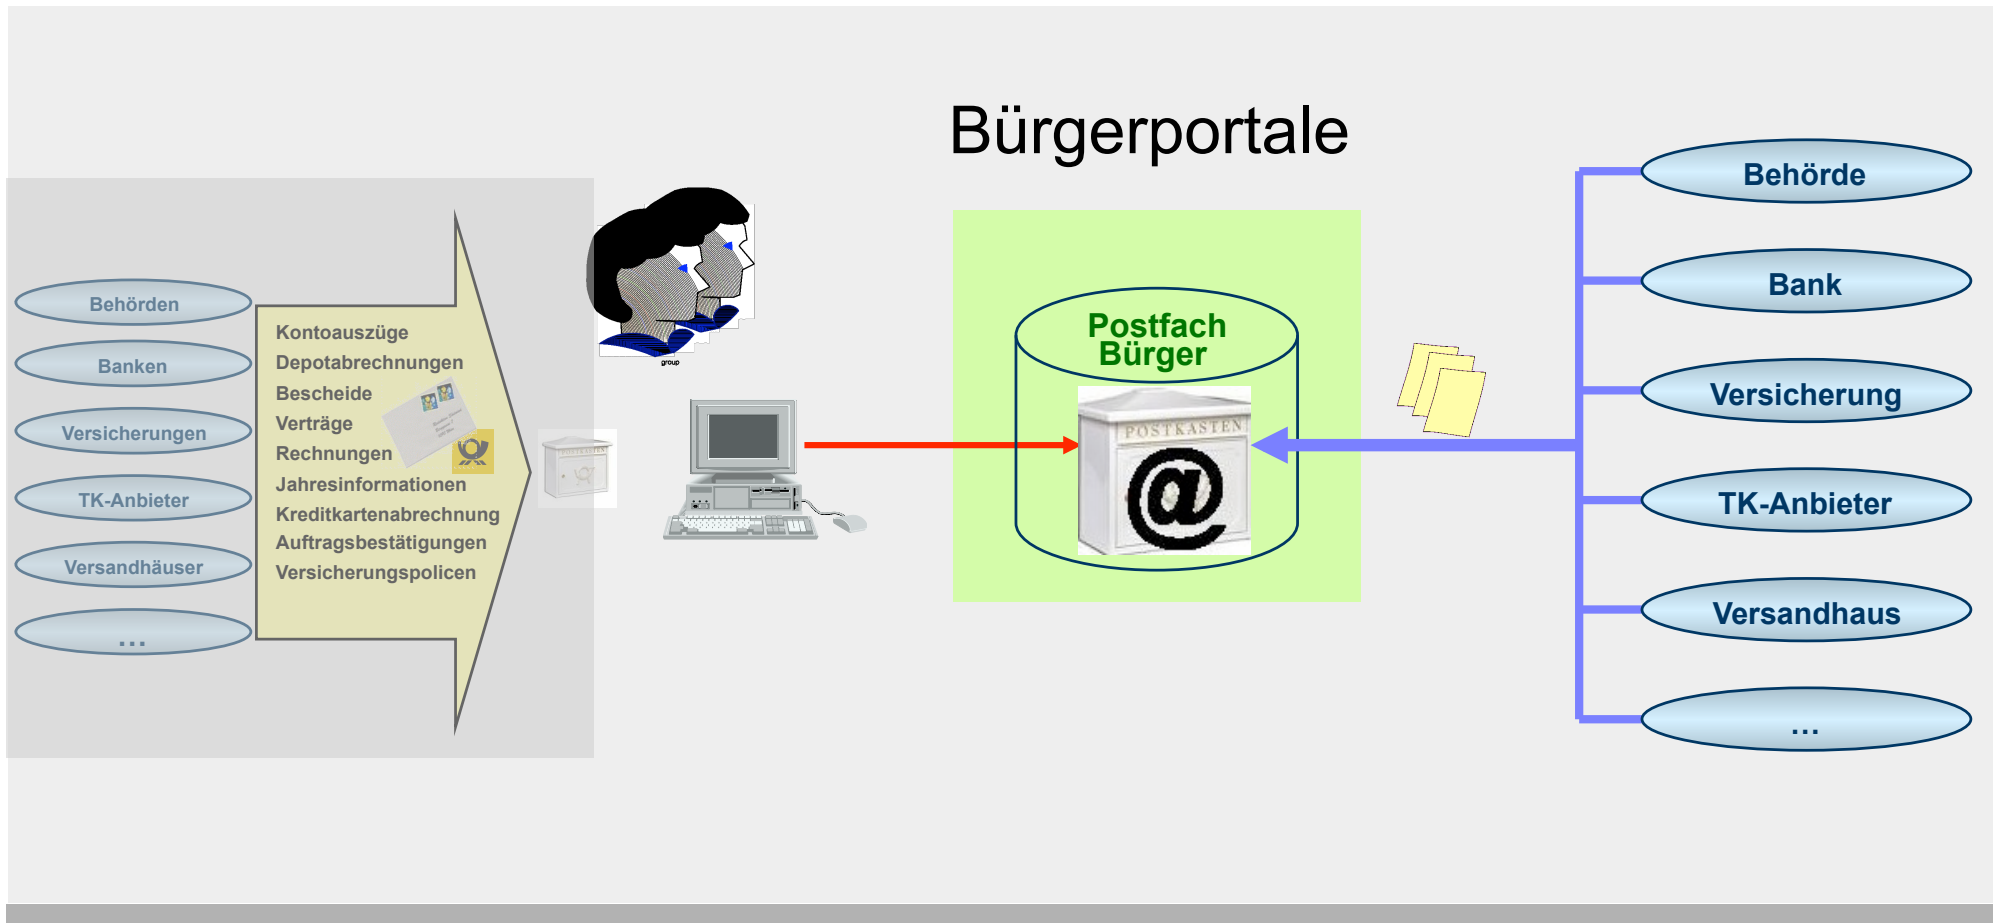 Bürgerportale
Behörden
Banken
Versicherungen
TK-Anbieter
Versandhäuser
...
Kontoauszüge
Depotabrechnungen
Bescheide
Verträge
Rechnungen
Jahresinformationen
Kreditkartenabrechnung
Auftragsbestätigungen
Versicherungspolicen
POSTKASTEN
group
Postfach
Bürger
POSTKASTEN
@
Behörde
Bank
Versicherung
TK-Anbieter
Versandhaus
...